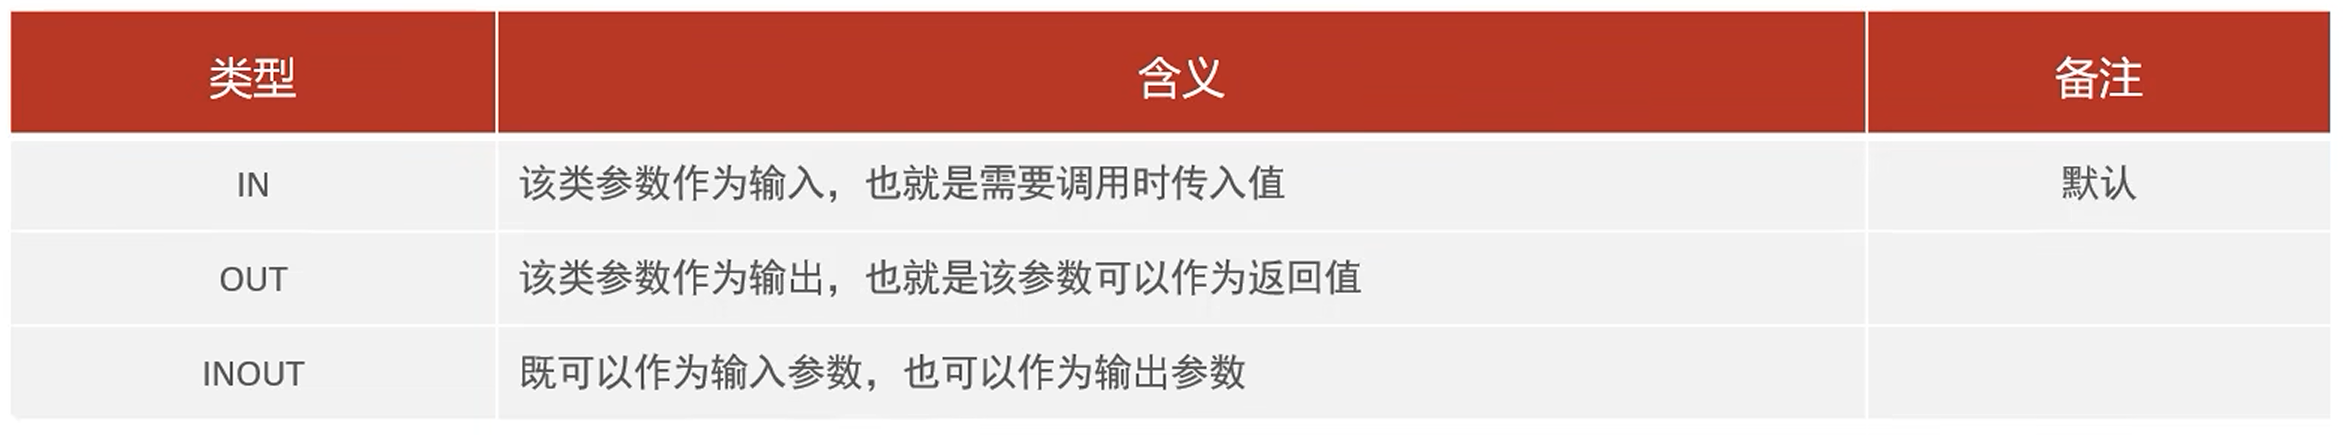 类型 含义 备注
IN 该类参数作为输入，也就是需要调用时传入值 默认
OUT 该类参数作为输出，也就是该参数可以作为返回值
INOUT 既可以作为输入参数，也可以作为输出参数